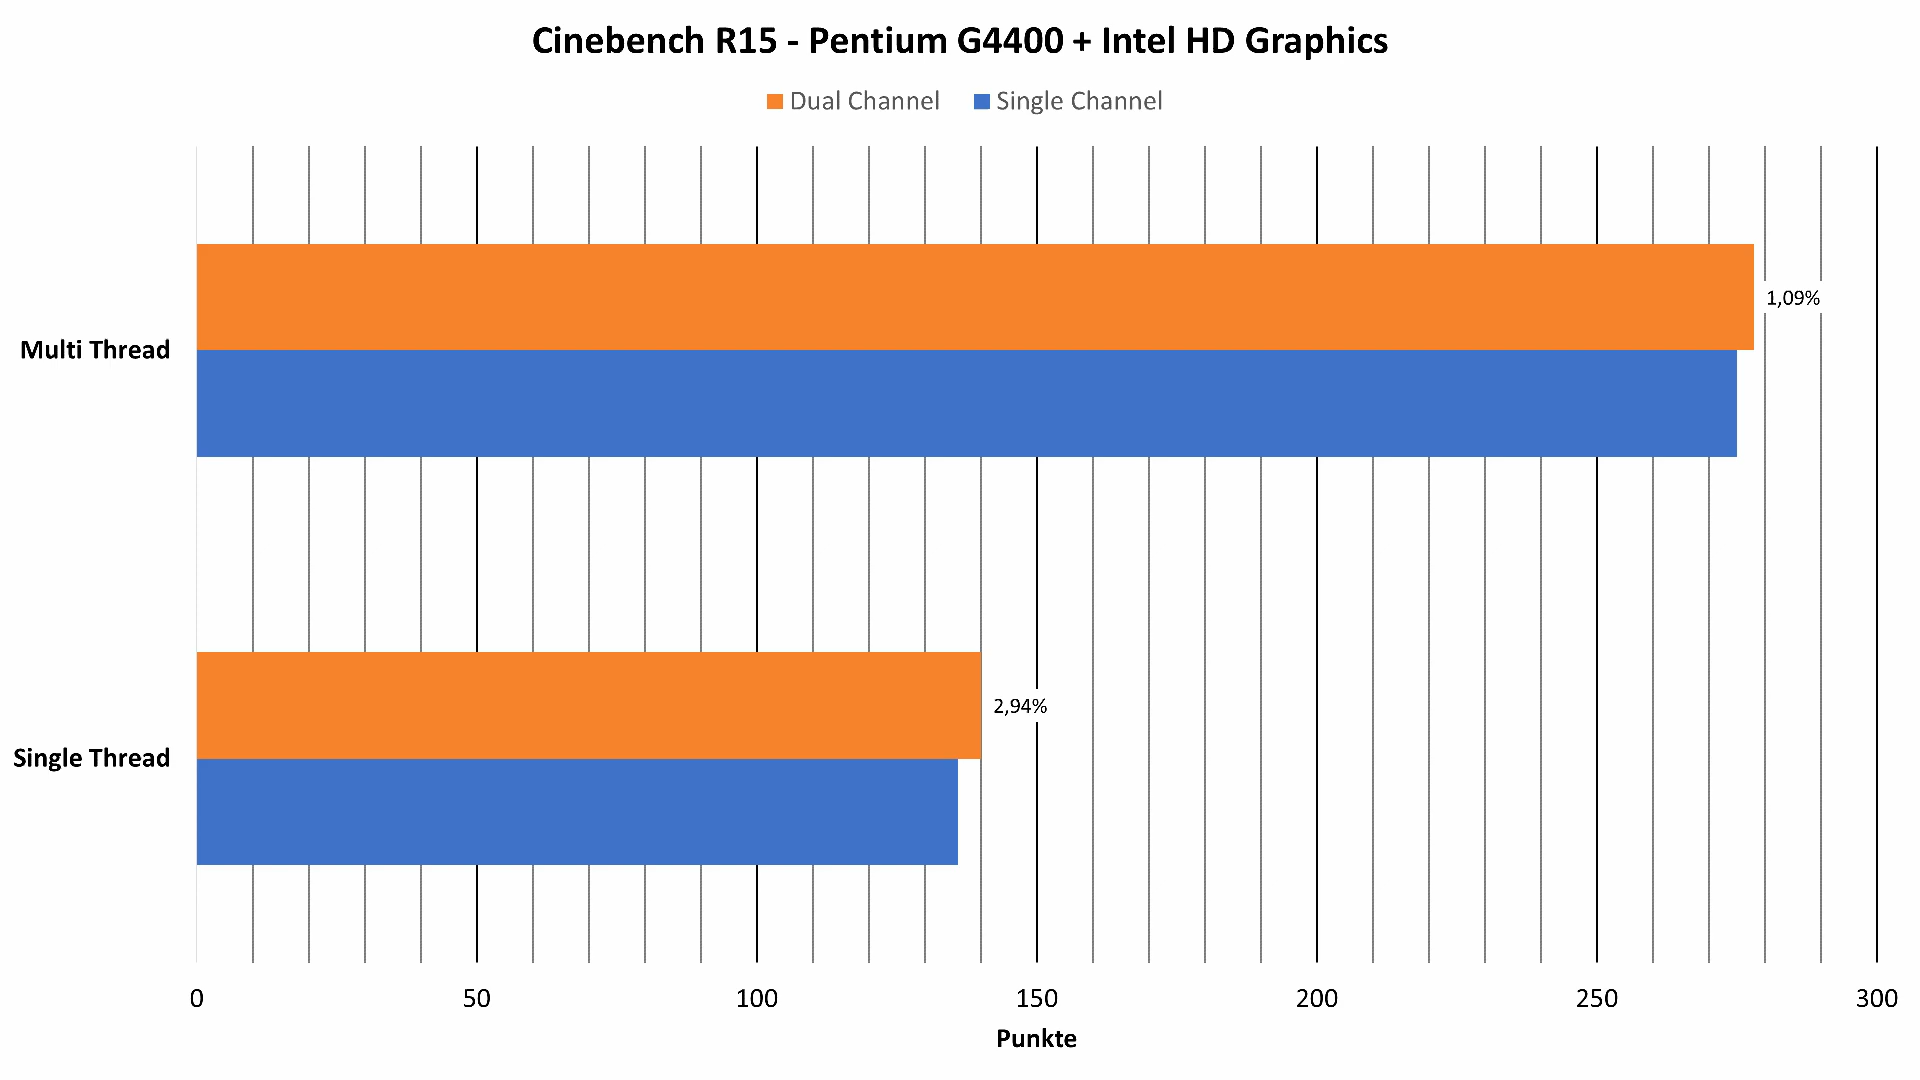 Cinebench R15 - Pentium G4400 + Intel HD Graphics
Dual Channel Single Channel
1,09%
Multi Thread
2,94%
Single Thread
0 50 100 150 200 250 300
Punkte